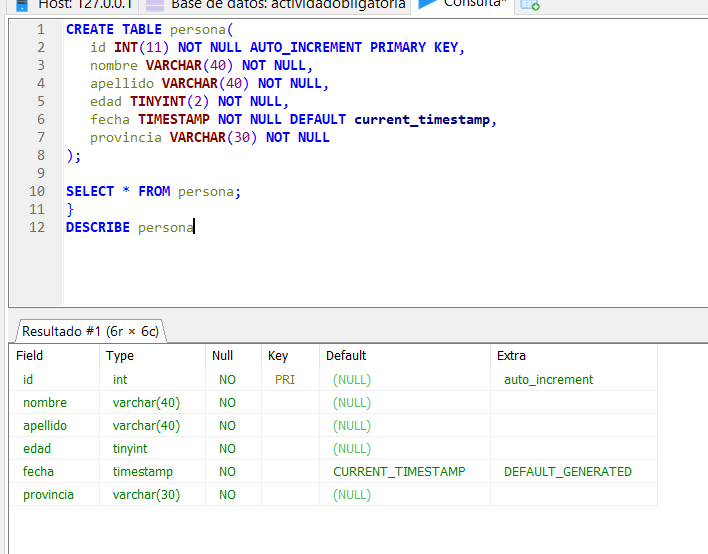 Host: 127.0.0.1 Base de datos: actividadobligatoria Consulta*
1 CREATE TABLE persona(
2 id INT(11) NOT NULL AUTO_INCREMENT PRIMARY KEY,
3 nombre VARCHAR(40) NOT NULL,
4 apellido VARCHAR(40) NOT NULL,
5 edad TINYINT(2) NOT NULL,
6 fecha TIMESTAMP NOT NULL DEFAULT current_timestamp,
7 provincia VARCHAR(30) NOT NULL
8 );
9
10 SELECT * FROM persona;
11 }
12 DESCRIBE persona
Resultado #1 (6r × 6c)
Field Type Null Key Default Extra
id int NO PRI (NULL) auto_increment
nombre varchar(40) NO (NULL)
apellido varchar(40) NO (NULL)
edad tinyint NO (NULL)
fecha timestamp NO CURRENT_TIMESTAMP DEFAULT_GENERATED
provincia varchar(30) NO (NULL)